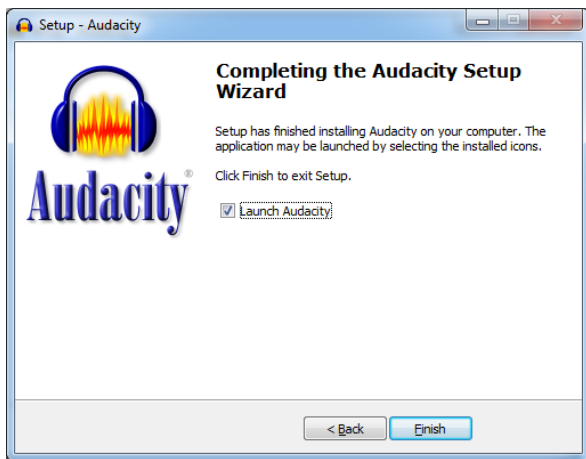 Setup - Audacity
Completing the Audacity Setup
Wizard
Setup has finished installing Audacity on your computer. The
application may be launched by selecting the installed icons.
Click Finish to exit Setup.
Audacity®
Launch Audacity
< Back
Finish